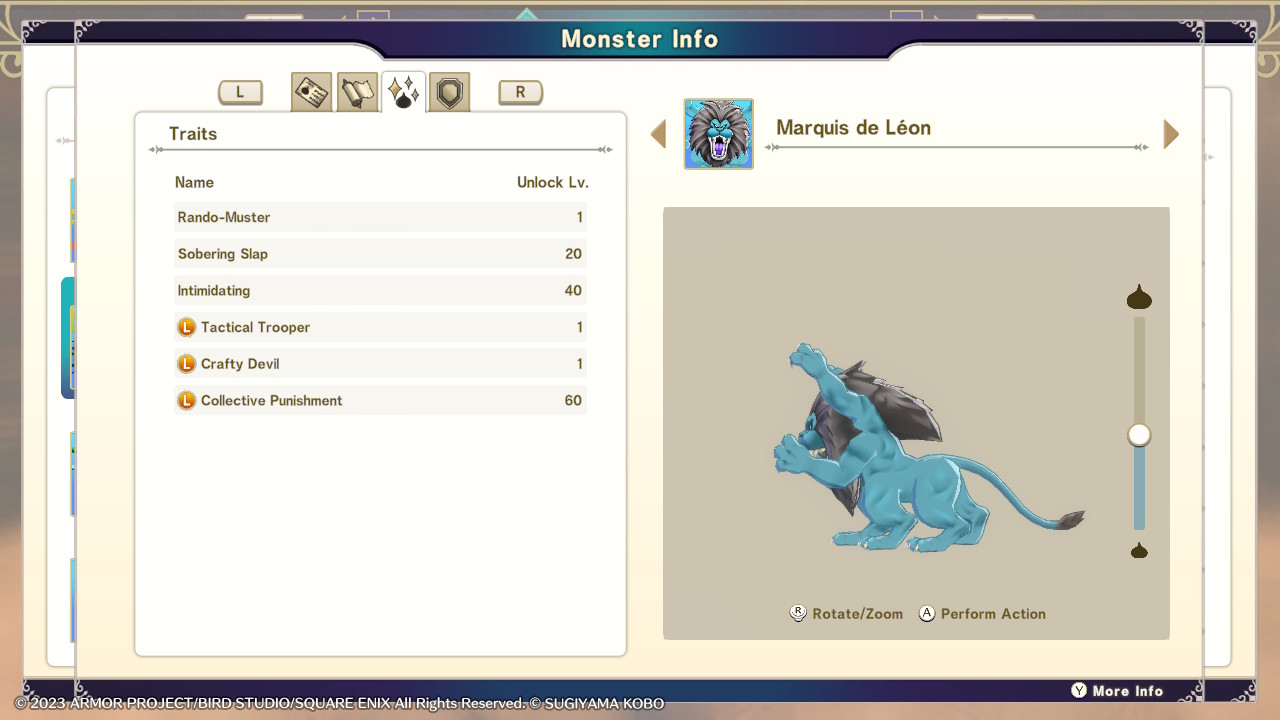 Monster Info
L
R
Traits
Marquis de Léon
Name Unlock Lv.
Rando-Muster 1
Sobering Slap 20
Intimidating 40
L Tactical Trooper 1
L Crafty Devil 1
L Collective Punishment 60
R Rotate/Zoom A Perform Action
Y More Info
© 2023 ARMOR PROJECT/BIRD STUDIO/SQUARE ENIX All Rights Reserved. © SUGIYAMA KOBO